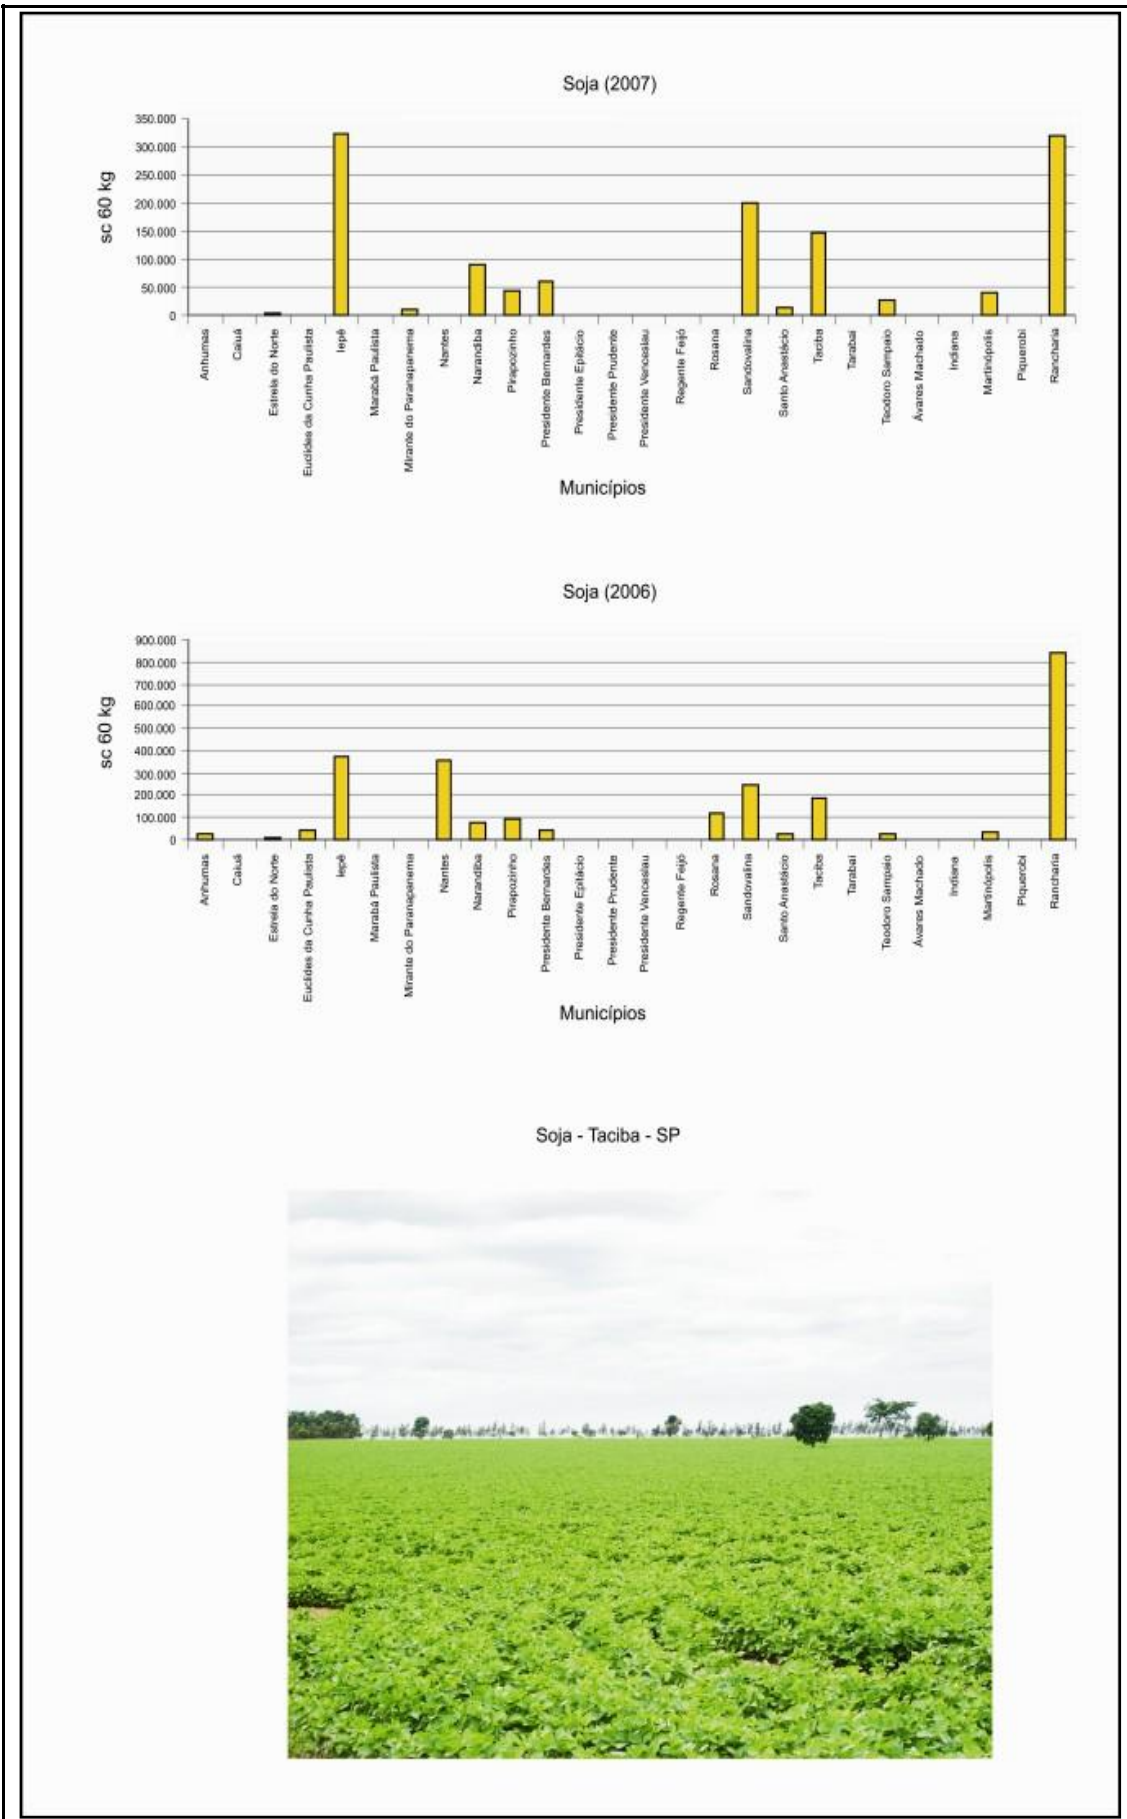 Soja (2007)
350.000
300.000
250.000
200.000
150.000
100.000
50.000
0
sc 60 kg
Anhumas
Caiuá
Estrela do Norte
Euclides da Cunha Paulista
Iepê
Marabá Paulista
Mirante do Paranapanema
Nantes
Narandiba
Pirapozinho
Presidente Bernardes
Presidente Epitácio
Presidente Prudente
Presidente Venceslau
Regente Feijó
Rosana
Sandovalina
Santo Anastácio
Taciba
Tarabai
Teodoro Sampaio
Ávares Machado
Indiana
Martinópolis
Piquerobi
Rancharia
Municípios
Soja (2006)
900.000
800.000
700.000
600.000
500.000
400.000
300.000
200.000
100.000
0
sc 60 kg
Anhumas
Caiuá
Estrela do Norte
Euclides da Cunha Paulista
Iepê
Marabá Paulista
Mirante do Paranapanema
Nantes
Narandiba
Pirapozinho
Presidente Bernardes
Presidente Epitácio
Presidente Prudente
Presidente Venceslau
Regente Feijó
Rosana
Sandovalina
Santo Anastácio
Taciba
Tarabai
Teodoro Sampaio
Ávares Machado
Indiana
Martinópolis
Piquerobi
Rancharia
Municípios
Soja - Taciba - SP